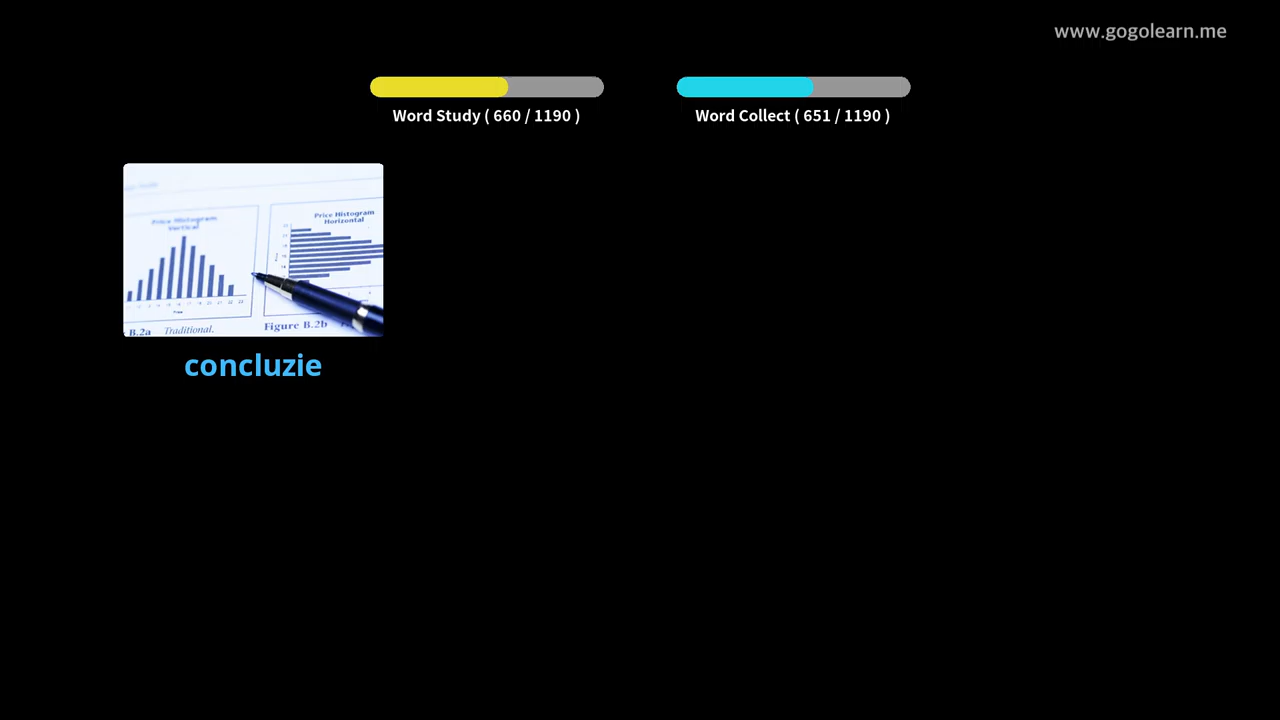 www.gogolearn.me
Word Study ( 660 / 1190 )
Word Collect ( 651 / 1190 )
Price Histogram
Vertical
Price Histogram
Horizontal
Price
B.2a Traditional.
Figure B.2b
concluzie